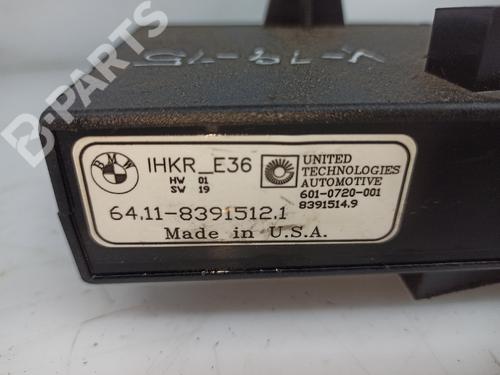 B-PARTS
X-79-75
BMW
IHKR_E36
HW 01
SW 19
UNITED
TECHNOLOGIES
AUTOMOTIVE
601-0720-001
8391514.9
64.11-8391512.1
Made in U.S.A.